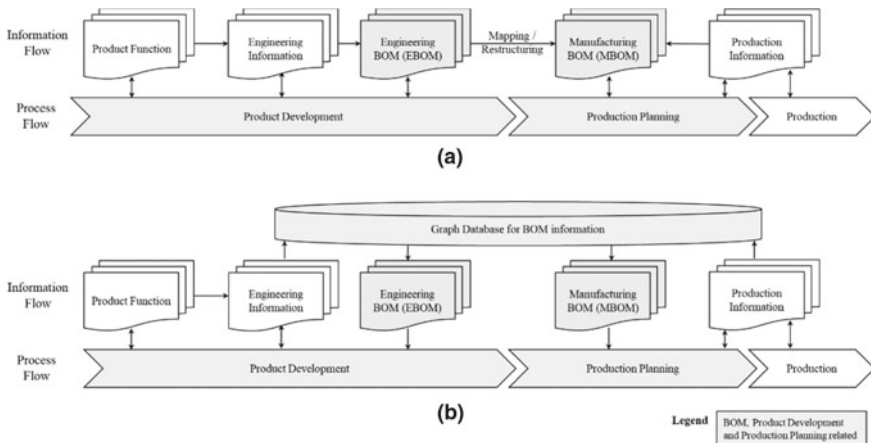 Information
Flow
Product Function
Engineering
Information
Engineering
BOM (EBOM)
Mapping /
Restructuring
Manufacturing
BOM (MBOM)
Production
Information
Process
Flow
Product Development
Production Planning
Production
(a)
Graph Database for BOM information
Information
Flow
Product Function
Engineering
Information
Engineering
BOM (EBOM)
Manufacturing
BOM (MBOM)
Production
Information
Process
Flow
Product Development
Production Planning
Production
(b)
Legend
BOM, Product Development
and Production Planning related